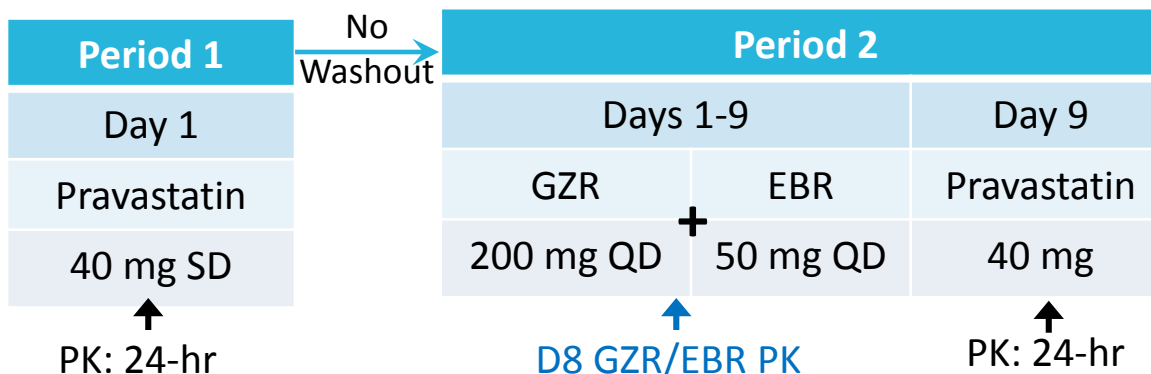 Period 1
No
Washout
Period 2
Day 1
Days 1-9
Day 9
Pravastatin
GZR
+
EBR
Pravastatin
40 mg SD
200 mg QD
50 mg QD
40 mg
PK: 24-hr
D8 GZR/EBR PK
PK: 24-hr